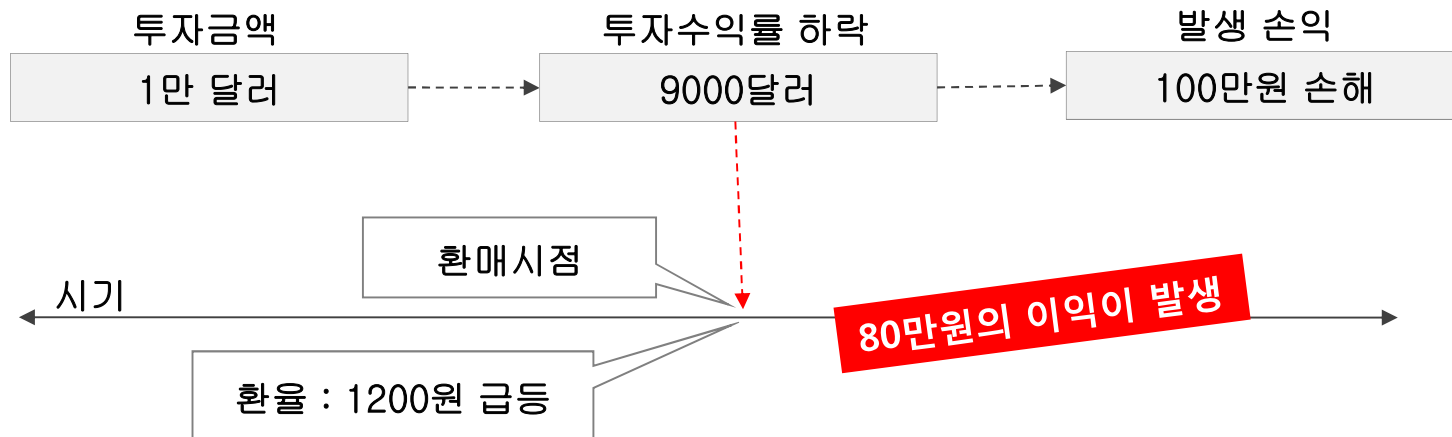 투자금액
투자수익률 하락
발생 손익
1만 달러
9000달러
100만원 손해
환매시점
시기
80만원의 이익이 발생
환율 : 1200원 급등